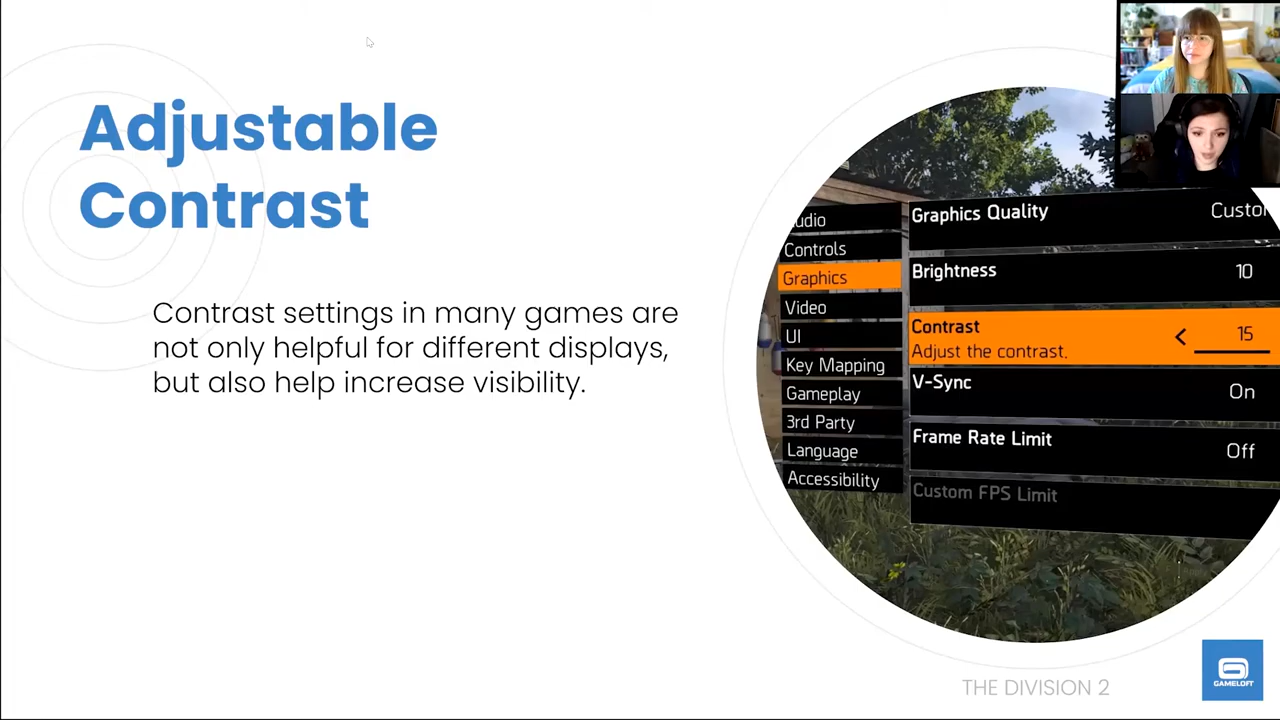 Adjustable
Contrast
Contrast settings in many games are
not only helpful for different displays,
but also help increase visibility.
Controls
Graphics
Video
UI
Key Mapping
Gameplay
3rd Party
Language
Accessibility
Graphics Quality
Brightness 10
Contrast 15
Adjust the contrast.
V-Sync On
Frame Rate Limit Off
Custom FPS Limit
THE DIVISION 2
GAMELOFT